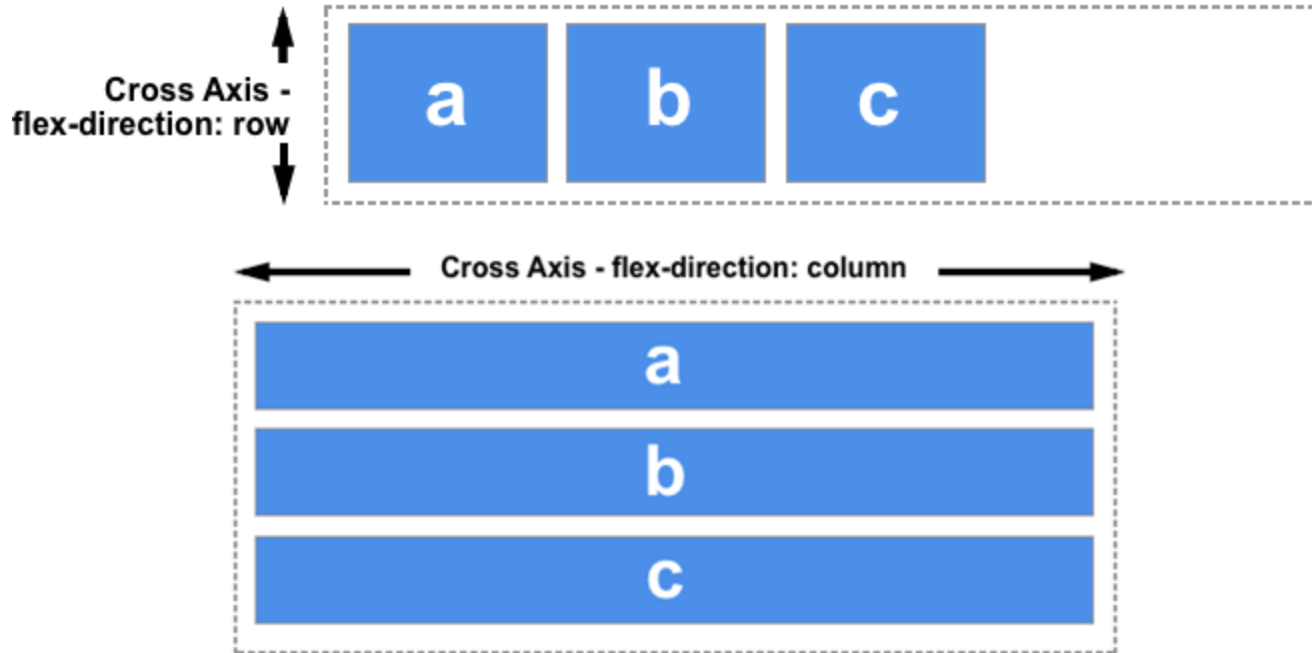 Cross Axis -
flex-direction: row
a b c
Cross Axis - flex-direction: column
a
b
c